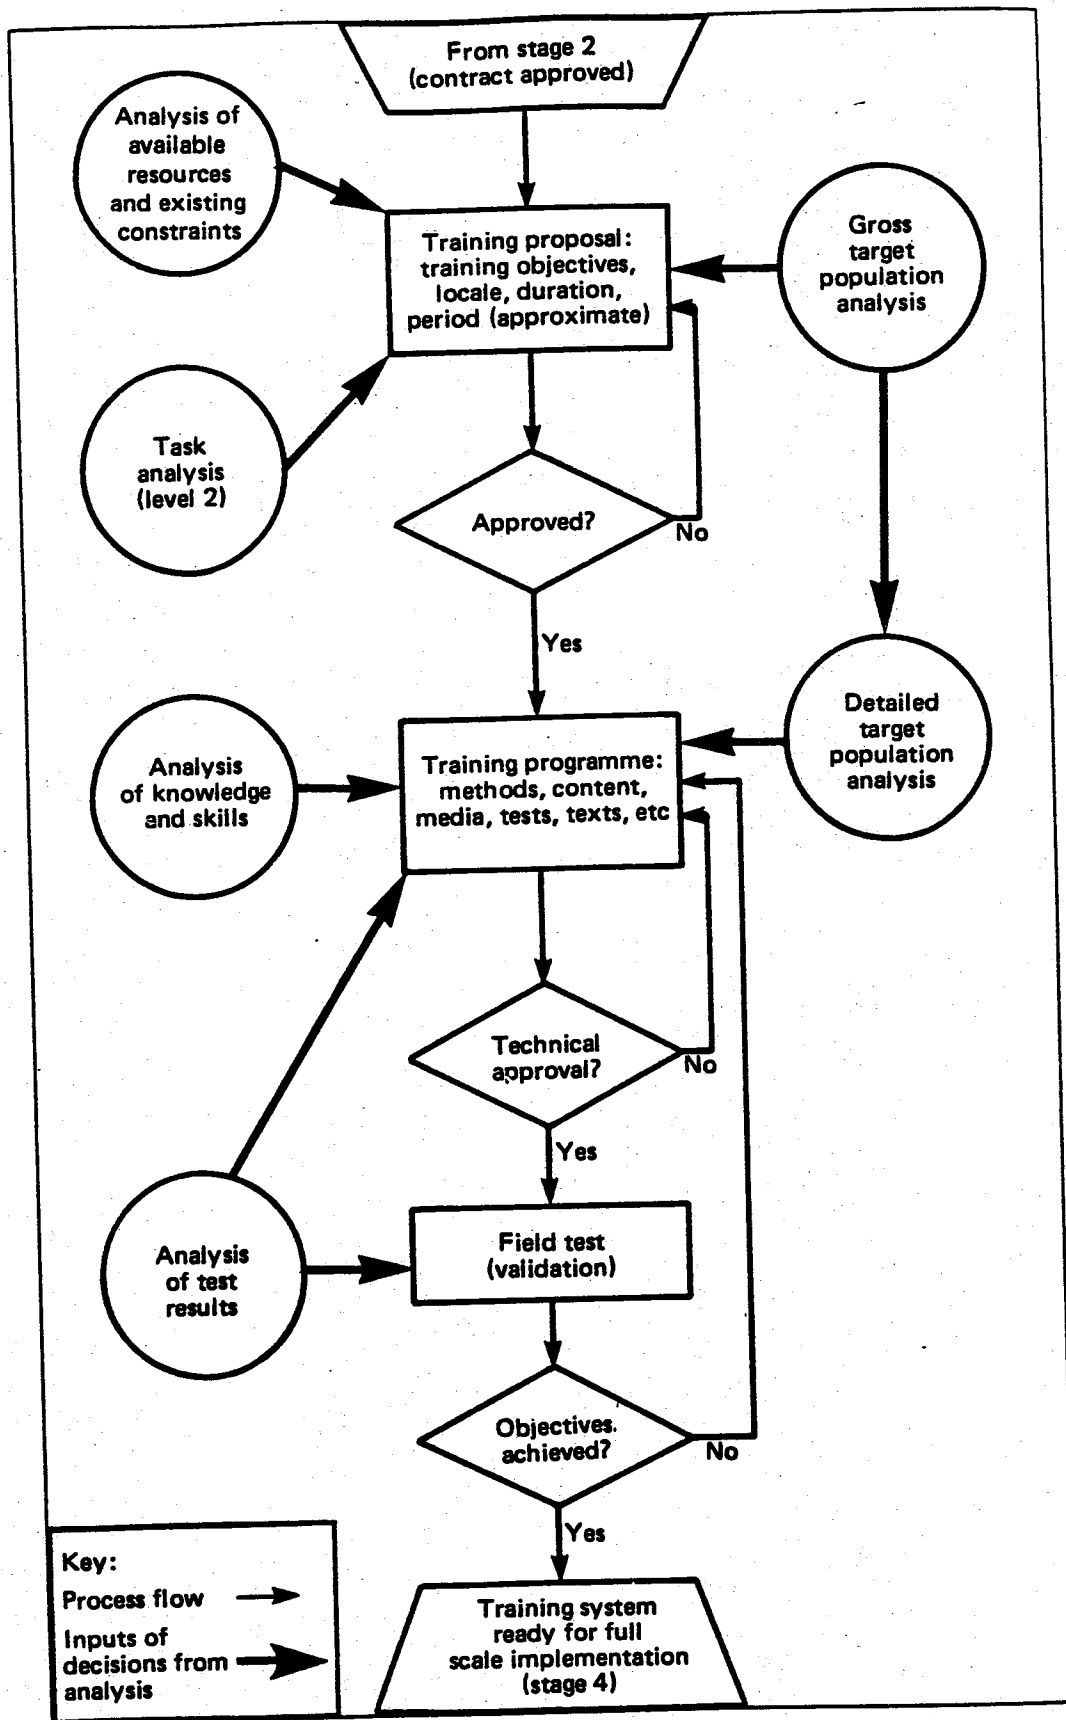 From stage 2
(contract approved)
Analysis of
available
resources
and existing
constraints
Training proposal:
training objectives,
locale, duration,
period (approximate)
Gross
target
population
analysis
Task
analysis
(level 2)
Approved?
No
Yes
Analysis
of knowledge
and skills
Training programme:
methods, content,
media, tests, texts, etc
Detailed
target
population
analysis
Technical
approval?
No
Yes
Analysis
of test
results
Field test
(validation)
Objectives.
achieved?
No
Yes
Key:
Process flow
Inputs of
decisions from
analysis
Training system
ready for full
scale implementation
(stage 4)